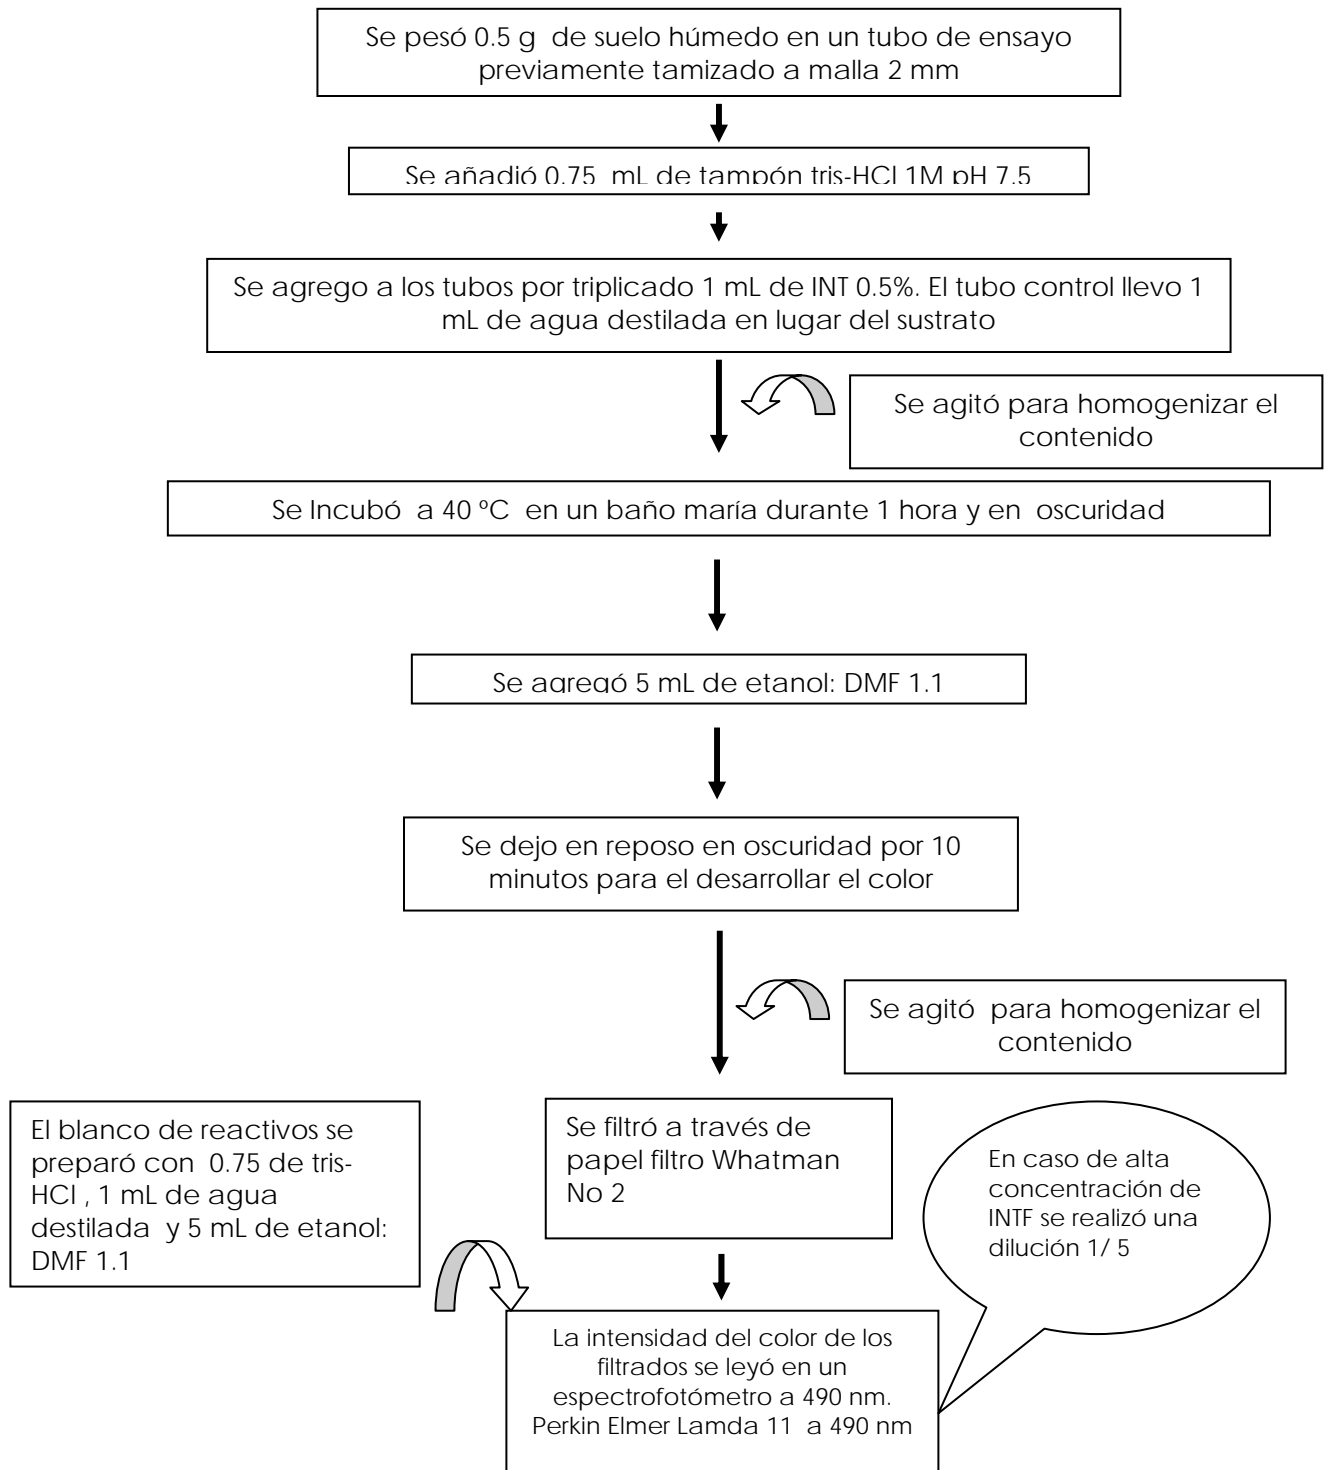 Se pesó 0.5 g de suelo húmedo en un tubo de ensayo
previamente tamizado a malla 2 mm
Se añadió 0.75 mL de tampón tris-HCl 1M pH 7.5
Se agrego a los tubos por triplicado 1 mL de INT 0.5%. El tubo control llevo 1
mL de agua destilada en lugar del sustrato
Se agitó para homogenizar el
contenido
Se Incubó a 40 ºC en un baño maría durante 1 hora y en oscuridad
Se agregó 5 mL de etanol: DMF 1.1
Se dejo en reposo en oscuridad por 10
minutos para el desarrollar el color
Se agitó para homogenizar el
contenido
El blanco de reactivos se
preparó con 0.75 de tris-
HCl , 1 mL de agua
destilada y 5 mL de etanol:
DMF 1.1
Se filtró a través de
papel filtro Whatman
No 2
En caso de alta
concentración de
INTF se realizó una
dilución 1/ 5
La intensidad del color de los
filtrados se leyó en un
espectrofotómetro a 490 nm.
Perkin Elmer Lamda 11 a 490 nm